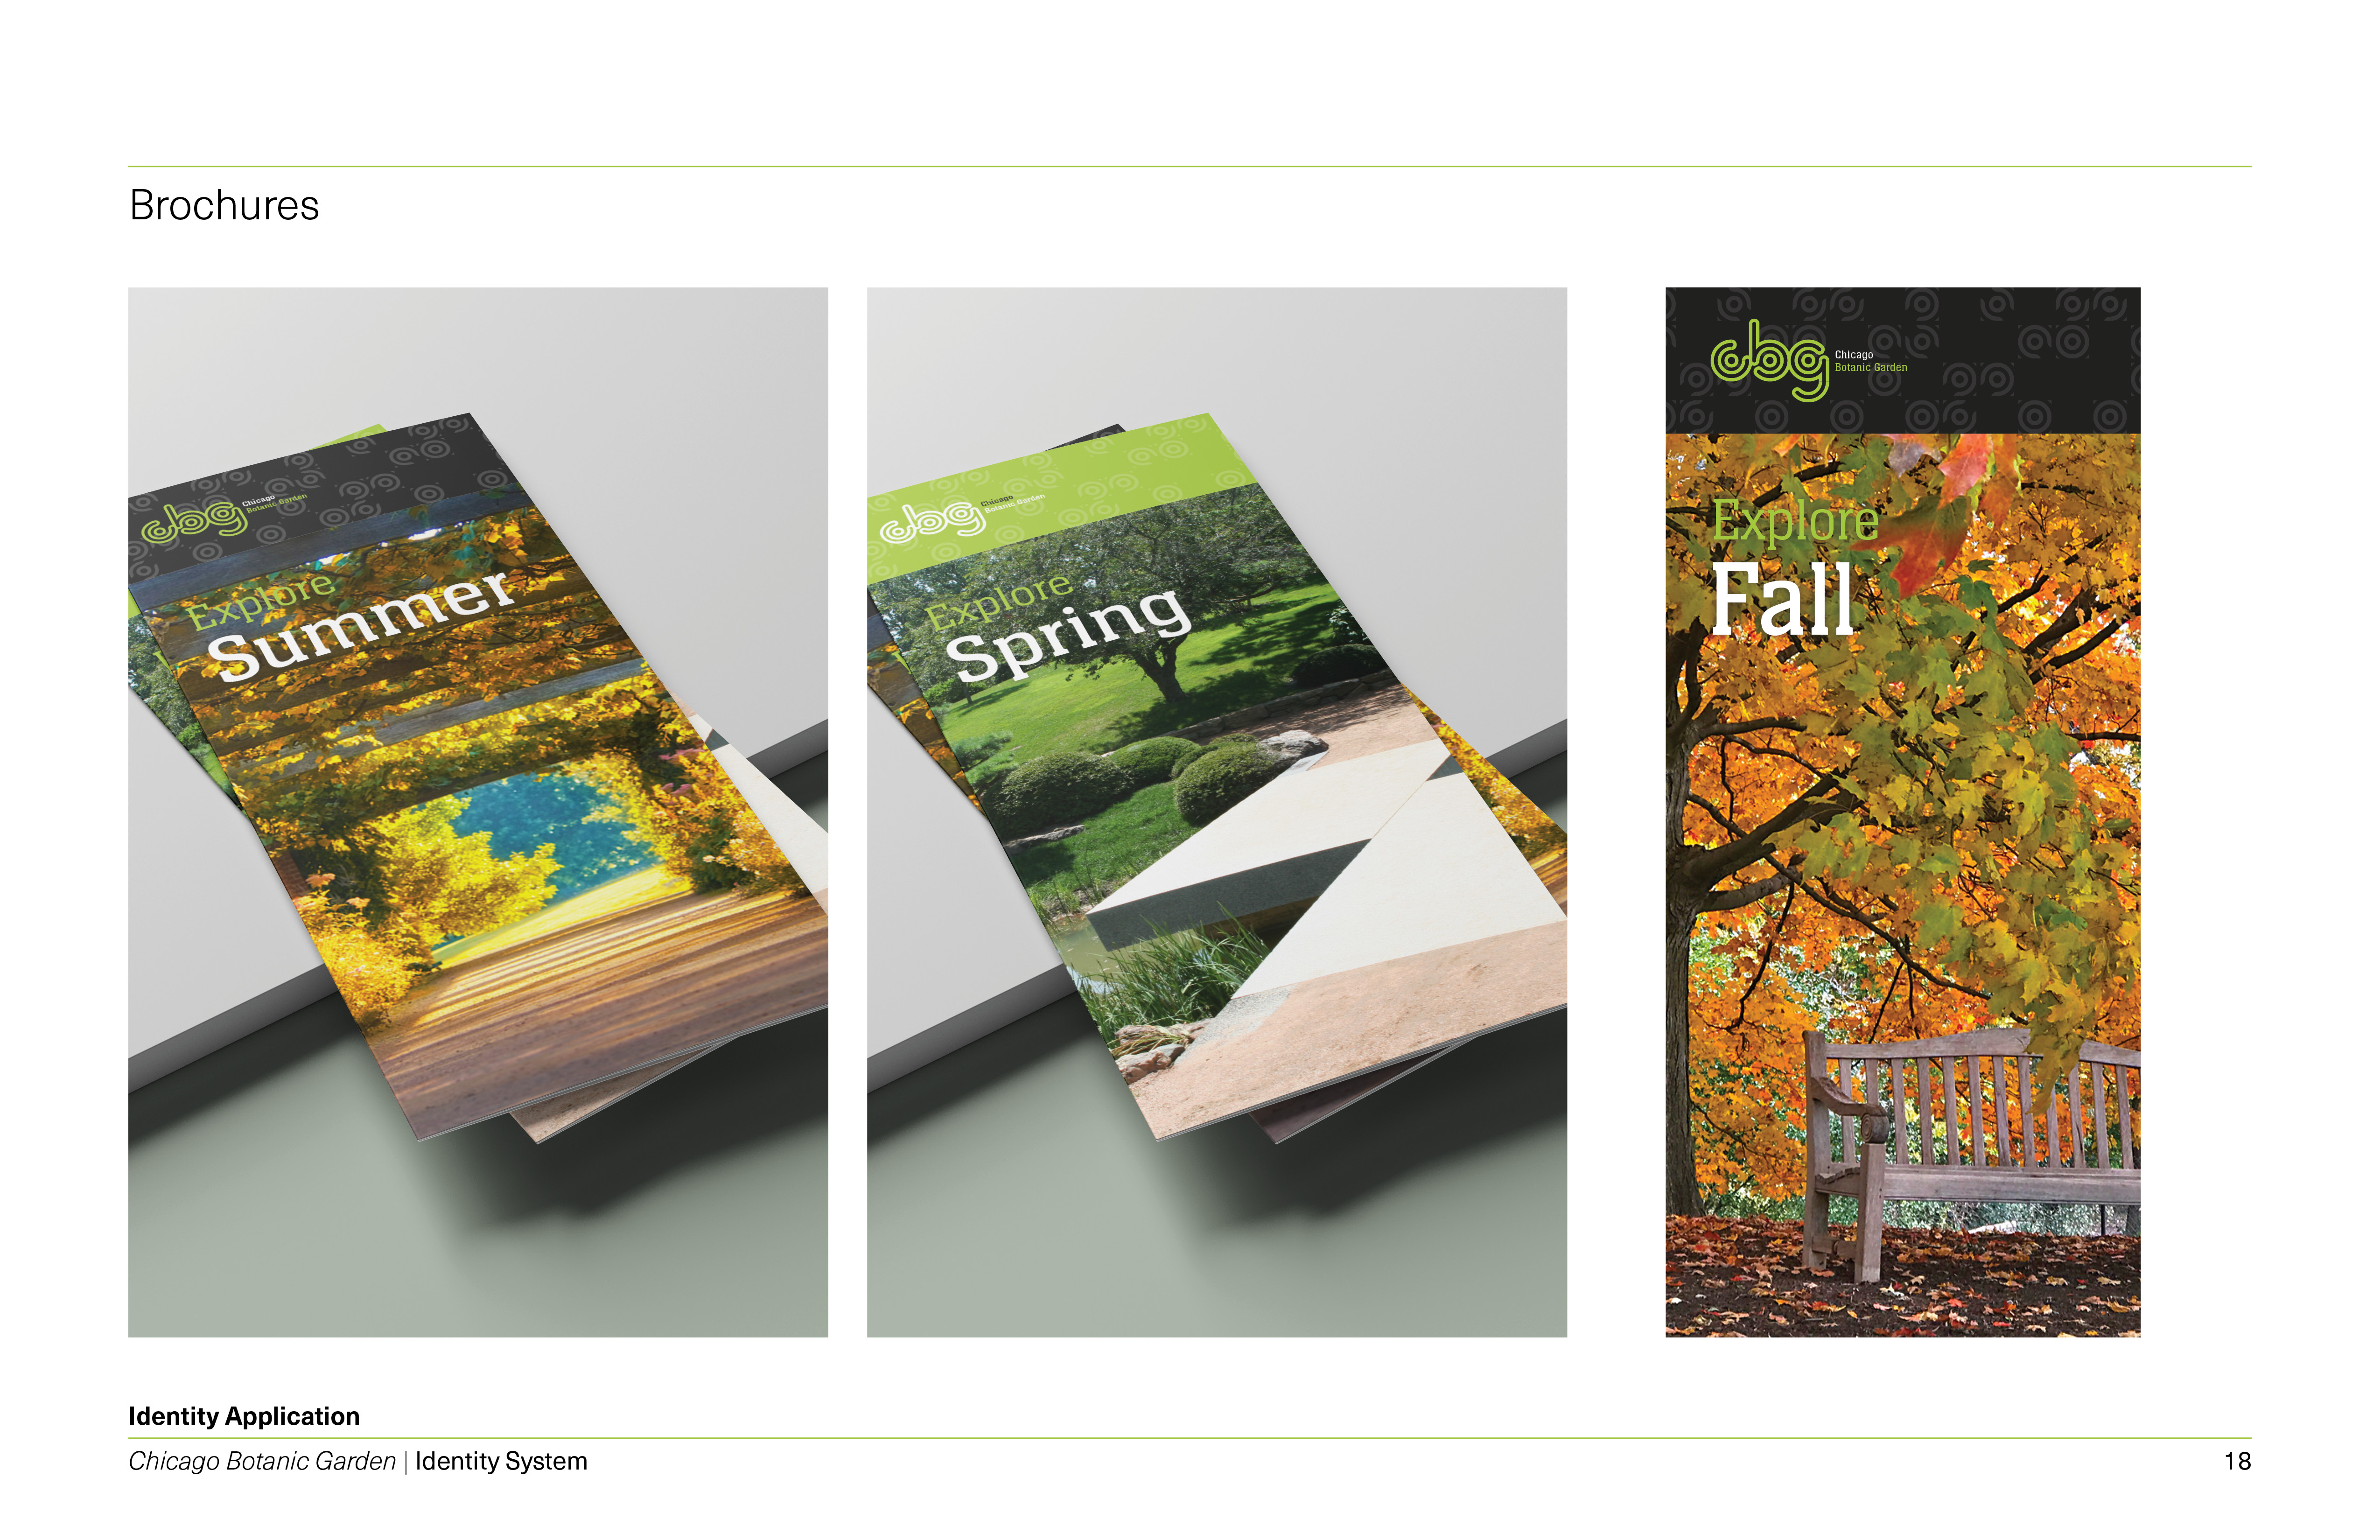 Brochures
cbg
Chicago
Botanic Garden
Explore
Summer
cbg
Chicago
Botanic Garden
Explore
Spring
cbg
Chicago
Botanic Garden
Explore
Fall
Identity Application
Chicago Botanic Garden | Identity System
18